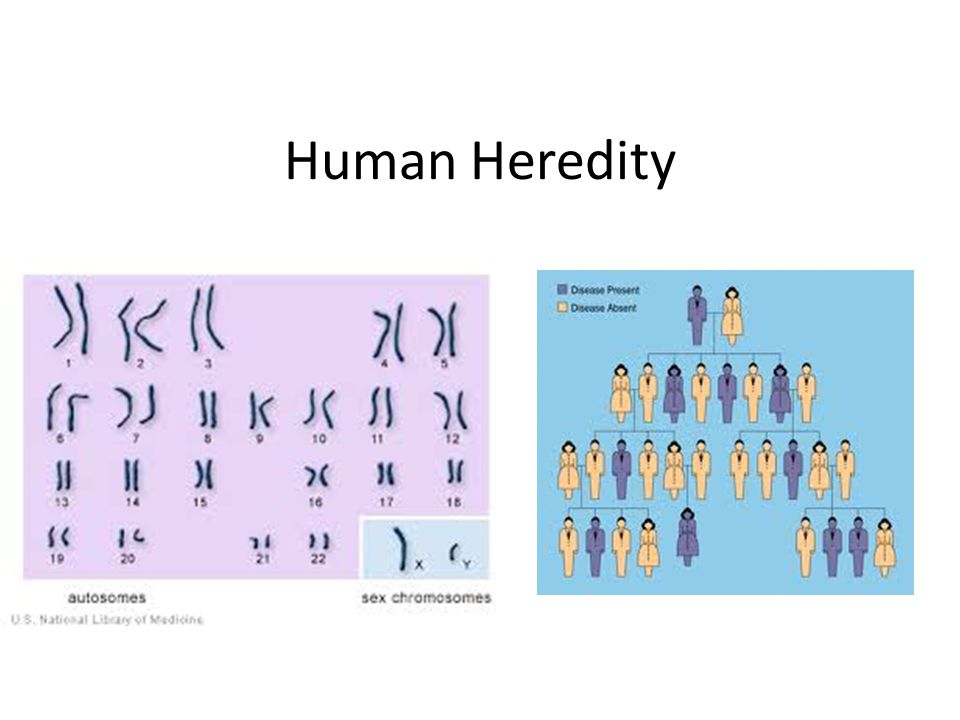 Human Heredity
1 2 3 4 5
6 7 8 9 10 11 12
13 14 15 16 17 18
19 20 21 22 X Y
autosomes sex chromosomes
U.S. National Library of Medicine
Disease Present
Disease Absent